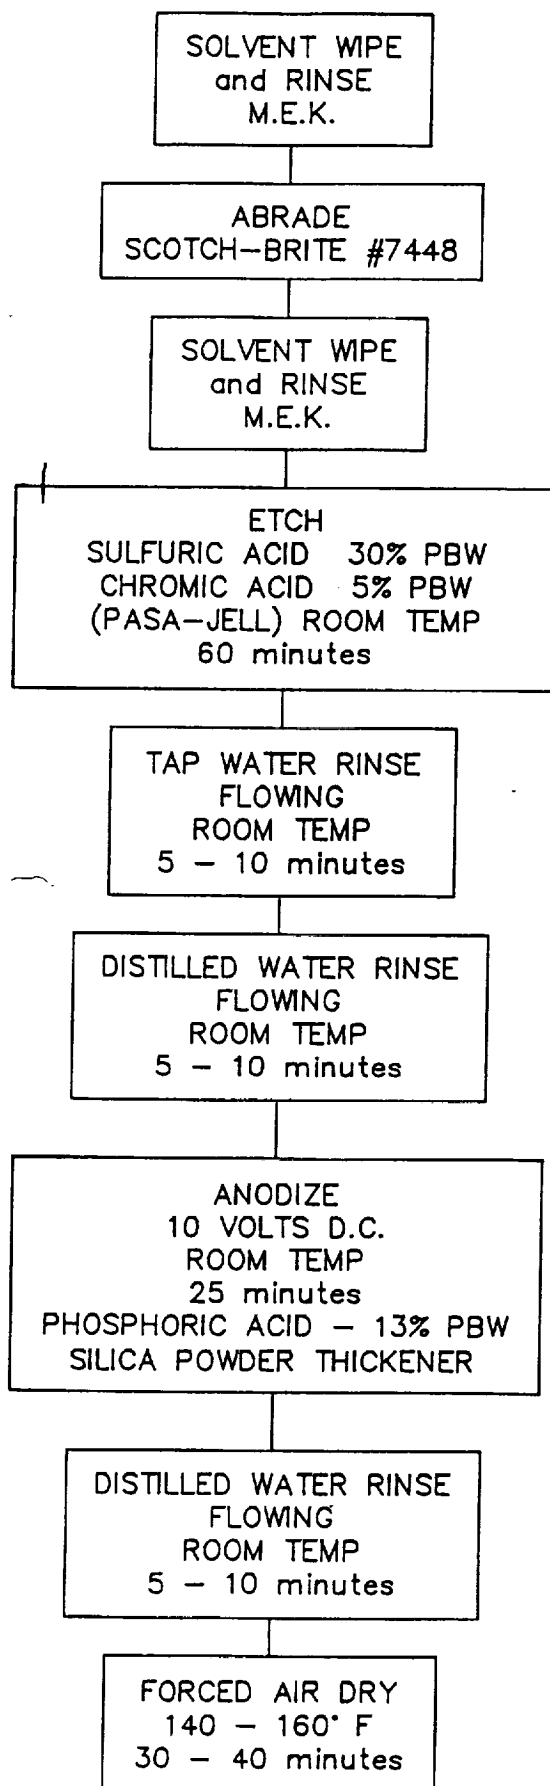 SOLVENT WIPE
and RINSE
M.E.K.
ABRADE
SCOTCH-BRITE #7448
SOLVENT WIPE
and RINSE
M.E.K.
ETCH
SULFURIC ACID 30% PBW
CHROMIC ACID 5% PBW
(PASA-JELL) ROOM TEMP
60 minutes
TAP WATER RINSE
FLOWING
ROOM TEMP
5 - 10 minutes
DISTILLED WATER RINSE
FLOWING
ROOM TEMP
5 - 10 minutes
ANODIZE
10 VOLTS D.C.
ROOM TEMP
25 minutes
PHOSPHORIC ACID - 13% PBW
SILICA POWDER THICKENER
DISTILLED WATER RINSE
FLOWING
ROOM TEMP
5 - 10 minutes
FORCED AIR DRY
140 - 160° F
30 - 40 minutes